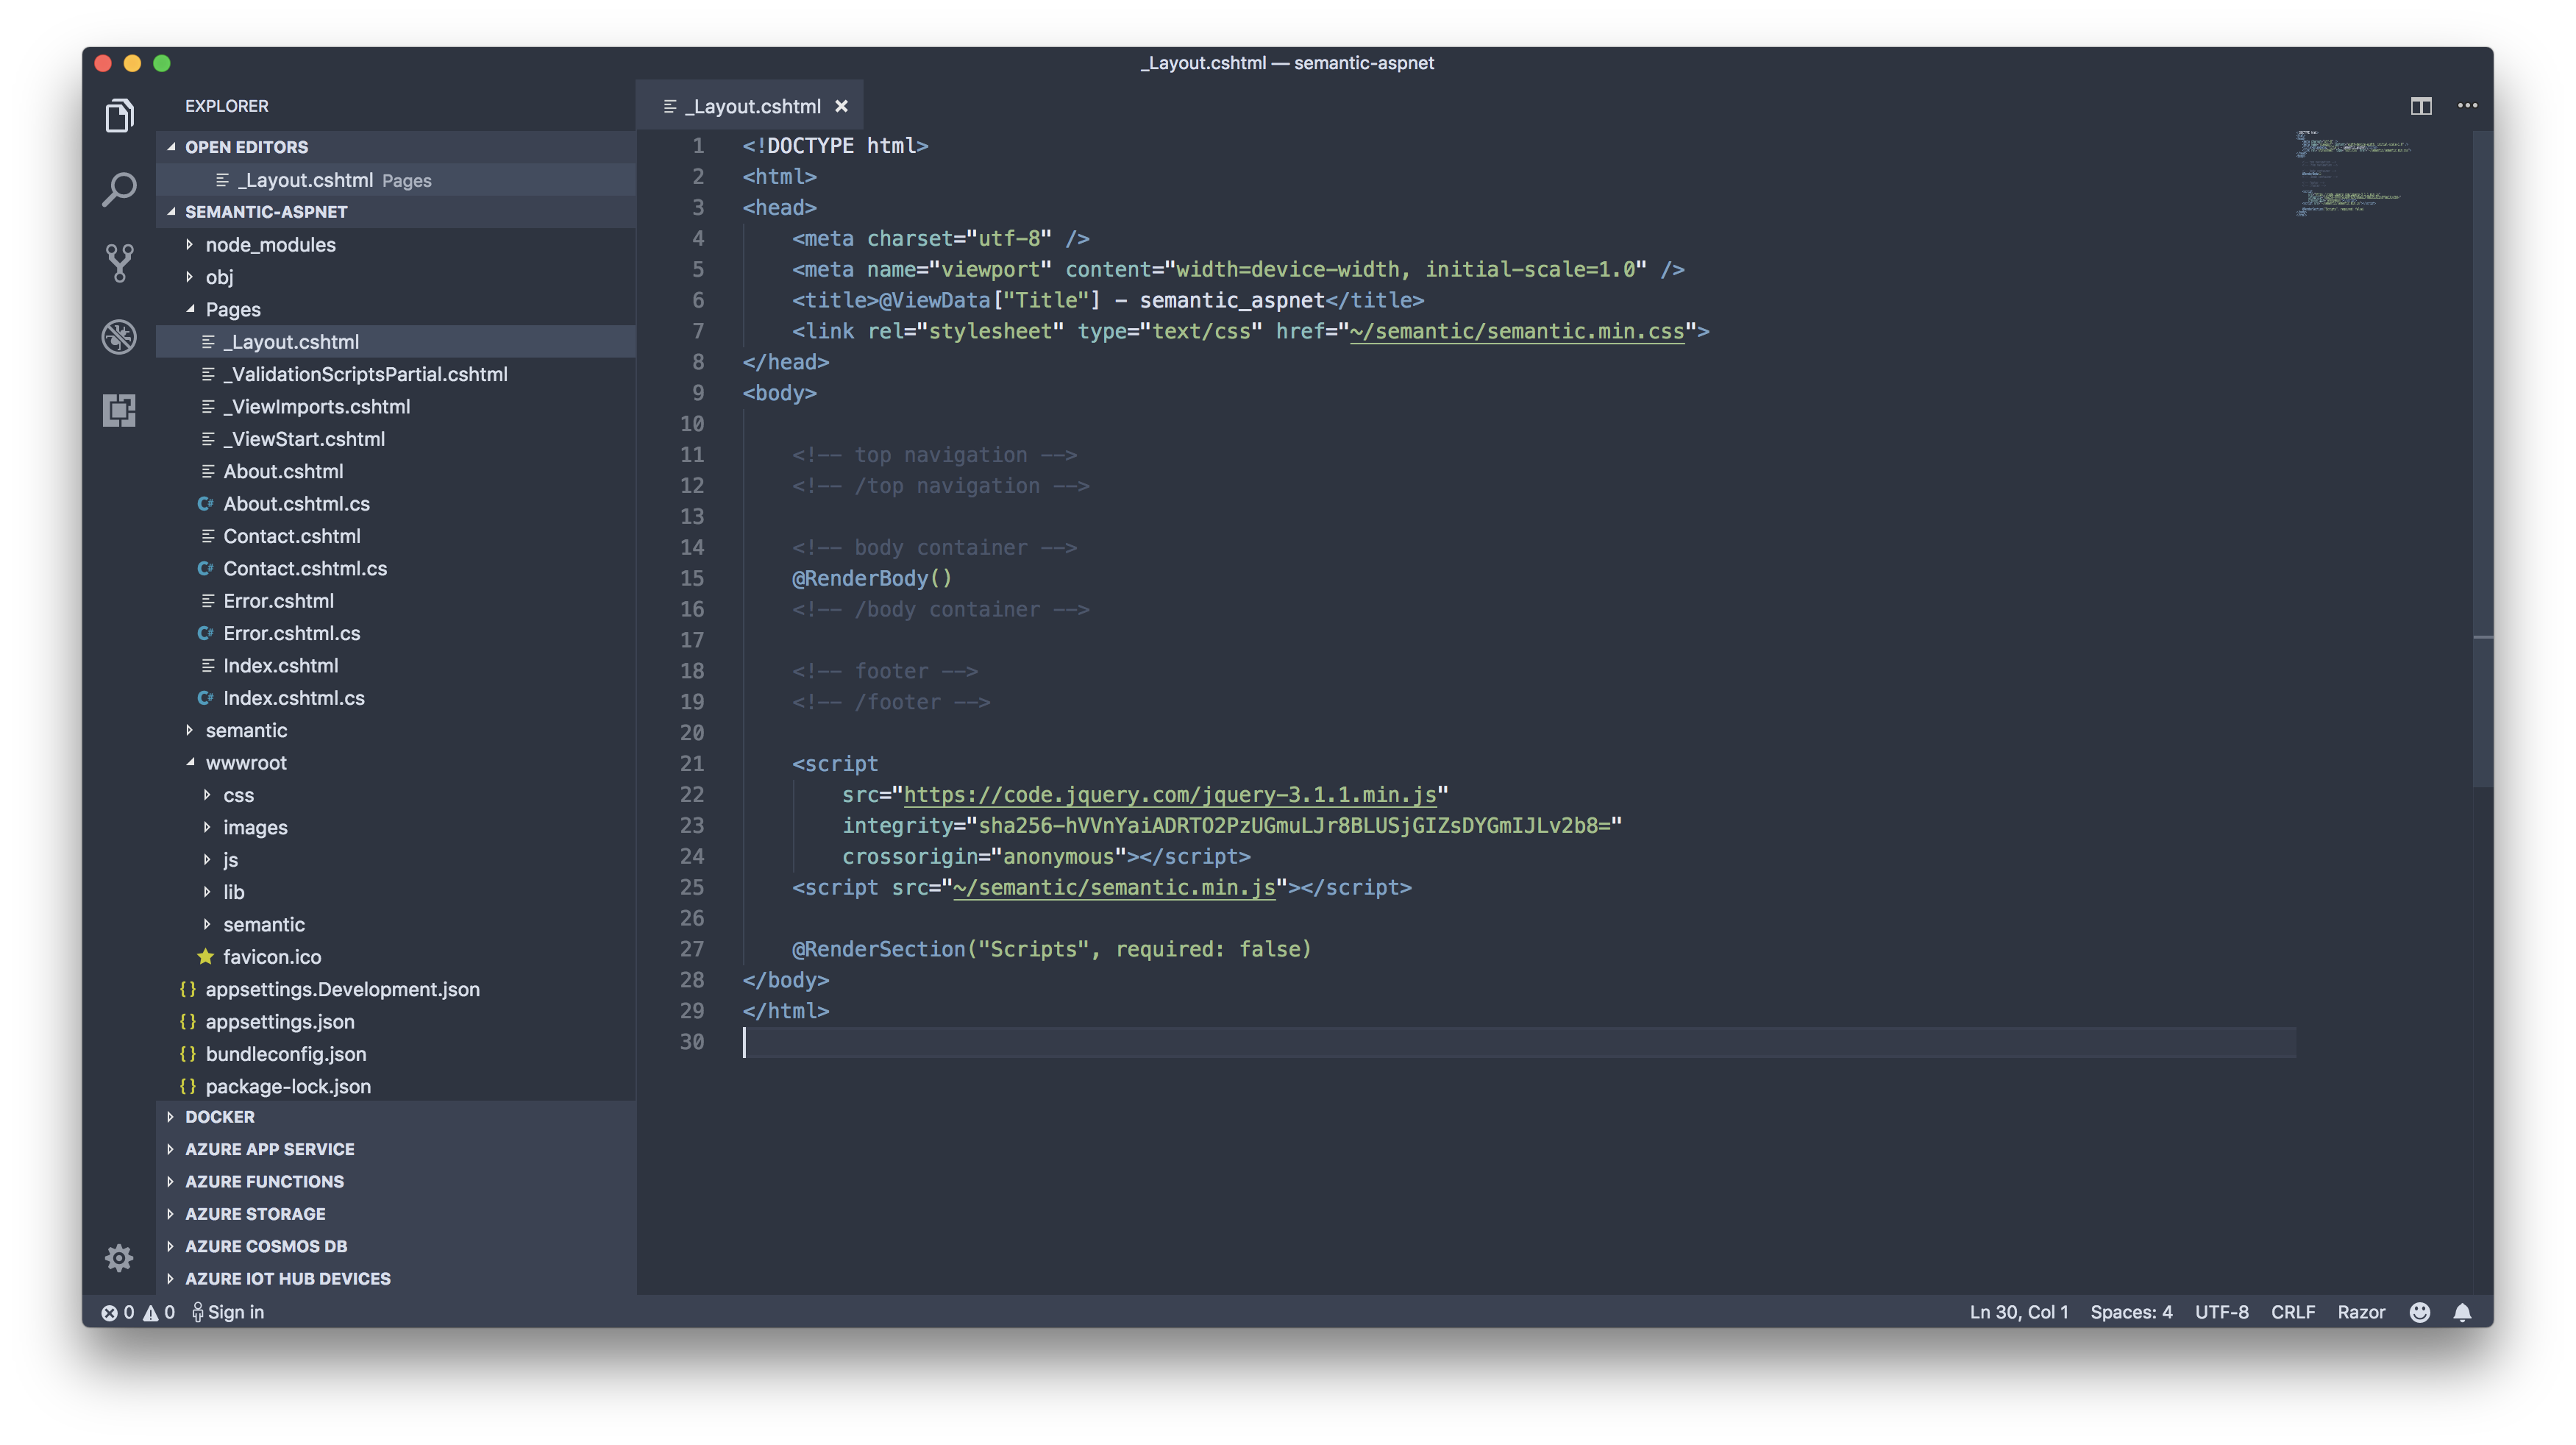 _Layout.cshtml — semantic-aspnet
EXPLORER
OPEN EDITORS
_Layout.cshtml Pages
SEMANTIC-ASPNET
node_modules
obj
Pages
_Layout.cshtml
_ValidationScriptsPartial.cshtml
_ViewImports.cshtml
_ViewStart.cshtml
About.cshtml
C# About.cshtml.cs
Contact.cshtml
C# Contact.cshtml.cs
Error.cshtml
C# Error.cshtml.cs
Index.cshtml
C# Index.cshtml.cs
semantic
wwwroot
css
images
js
lib
semantic
favicon.ico
{} appsettings.Development.json
{} appsettings.json
{} bundleconfig.json
{} package-lock.json
DOCKER
AZURE APP SERVICE
AZURE FUNCTIONS
AZURE STORAGE
AZURE COSMOS DB
AZURE IOT HUB DEVICES
_Layout.cshtml
1 <!DOCTYPE html>
2 <html>
3 <head>
4     <meta charset="utf-8" />
5     <meta name="viewport" content="width=device-width, initial-scale=1.0" />
6     <title>@ViewData["Title"] - semantic_aspnet</title>
7     <link rel="stylesheet" type="text/css" href="~/semantic/semantic.min.css">
8 </head>
9 <body>
10
11     <!-- top navigation -->
12     <!-- /top navigation -->
13
14     <!-- body container -->
15     @RenderBody()
16     <!-- /body container -->
17
18     <!-- footer -->
19     <!-- /footer -->
20
21     <script
22         src="https://code.jquery.com/jquery-3.1.1.min.js"
23         integrity="sha256-hVVnYaiADRTO2PzUGmuLJr8BLUSjGIZsDYGmIJLv2b8="
24         crossorigin="anonymous"></script>
25     <script src="~/semantic/semantic.min.js"></script>
26
27     @RenderSection("Scripts", required: false)
28 </body>
29 </html>
30
0 0 Sign in
Ln 30, Col 1 Spaces: 4 UTF-8 CRLF Razor